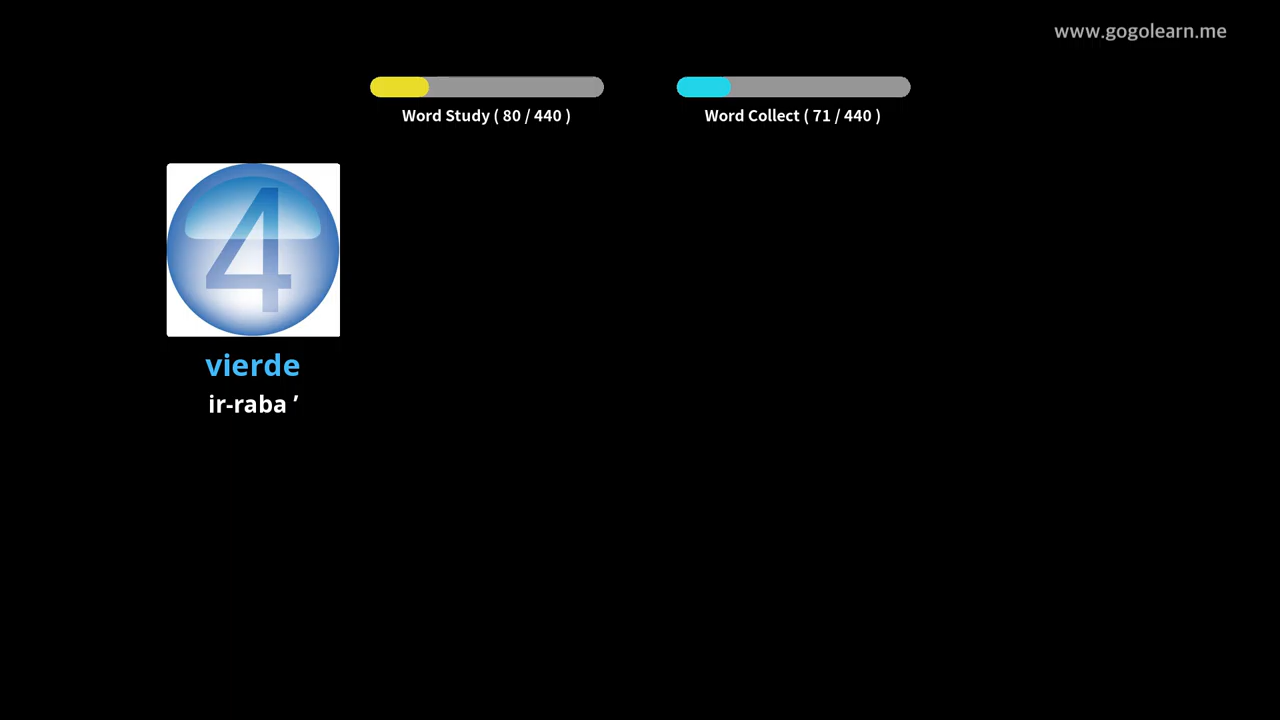 www.gogolearn.me
Word Study ( 80 / 440 )
Word Collect ( 71 / 440 )
4
vierde
ir-raba ’